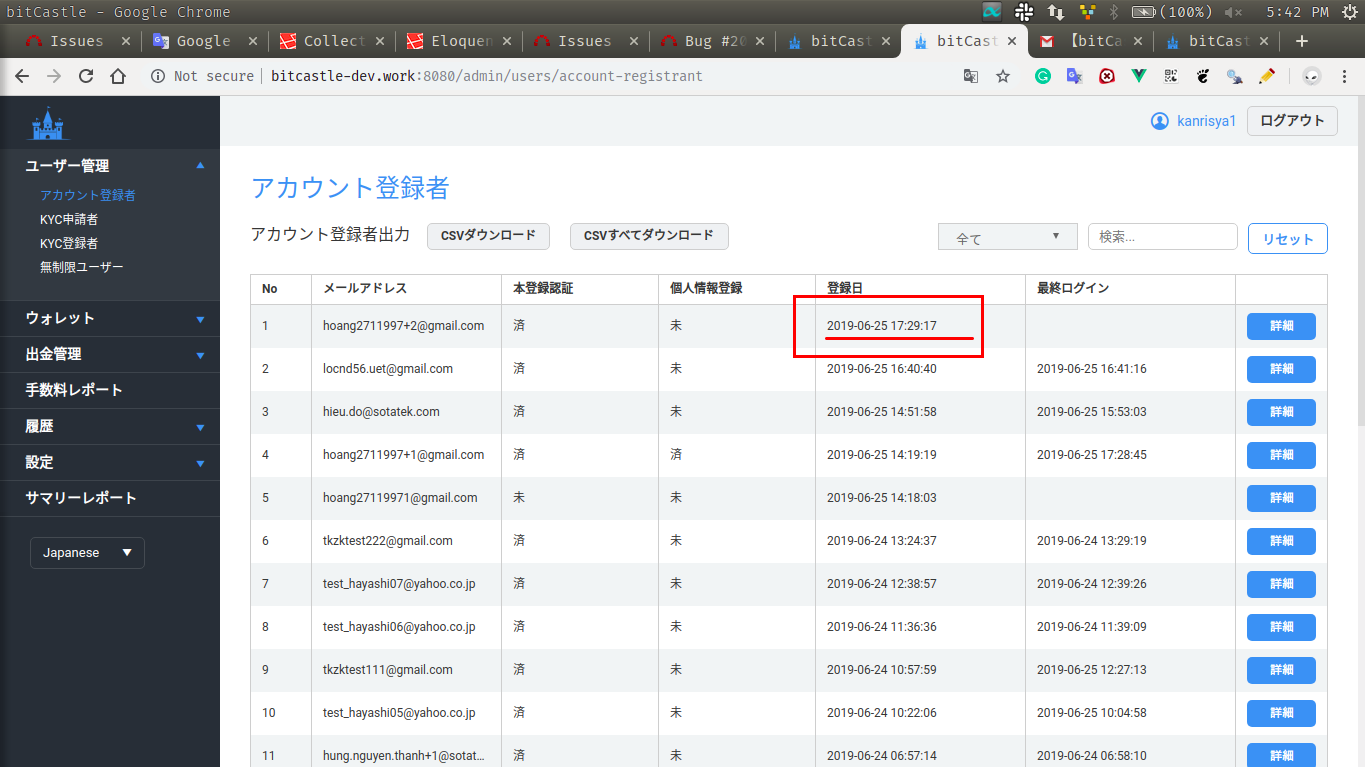 bitCastle - Google Chrome (100%) 5:42 PM
Issues Google Collect Eloquen Issues Bug #20 bitCast bitCast 【bitCa bitCast
Not secure bitcastle-dev.work:8080/admin/users/account-registrant
kanrisya1 ログアウト
ユーザー管理
アカウント登録者
KYC申請者
KYC登録者
無制限ユーザー
ウォレット
出金管理
手数料レポート
履歴
設定
サマリーレポート
Japanese
アカウント登録者
アカウント登録者出力 CSVダウンロード CSVすべてダウンロード 全て 検索... リセット
No メールアドレス 本登録認証 個人情報登録 登録日 最終ログイン
1 hoang2711997+2@gmail.com 済 未 2019-06-25 17:29:17 詳細
2 locnd56.uet@gmail.com 済 未 2019-06-25 16:40:40 2019-06-25 16:41:16 詳細
3 hieu.do@sotatek.com 済 未 2019-06-25 14:51:58 2019-06-25 15:53:03 詳細
4 hoang2711997+1@gmail.com 済 済 2019-06-25 14:19:19 2019-06-25 17:28:45 詳細
5 hoang27119971@gmail.com 未 未 2019-06-25 14:18:03 詳細
6 tkzktest222@gmail.com 済 未 2019-06-24 13:24:37 2019-06-24 13:29:19 詳細
7 test_hayashi07@yahoo.co.jp 済 未 2019-06-24 12:38:57 2019-06-24 12:39:26 詳細
8 test_hayashi06@yahoo.co.jp 済 未 2019-06-24 11:36:36 2019-06-24 11:39:09 詳細
9 tkzktest111@gmail.com 済 未 2019-06-24 10:57:59 2019-06-25 12:27:13 詳細
10 test_hayashi05@yahoo.co.jp 済 未 2019-06-24 10:22:06 2019-06-25 10:04:58 詳細
11 hung.nguyen.thanh+1@sotat... 済 未 2019-06-24 06:57:14 2019-06-24 06:58:10 詳細